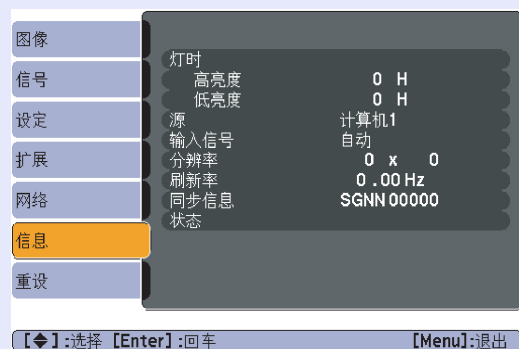 图像
信号
设定
扩展
网络
信息
重设
灯时
高亮度 0 H
低亮度 0 H
源 计算机1
输入信号 自动
分辨率 0 x 0
刷新率 0.00 Hz
同步信息 SGNN00000
状态
[◆]:选择 [Enter]:回车 [Menu]:退出